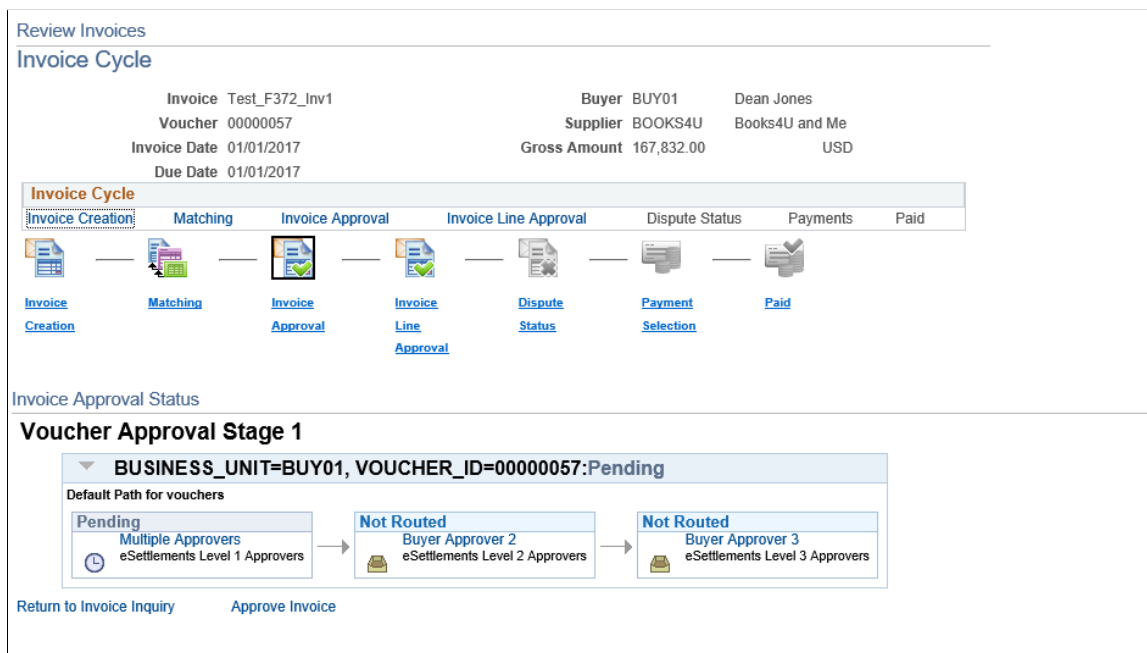 Review Invoices
Invoice Cycle
Invoice Test_F372_Inv1 Buyer BUY01 Dean Jones
Voucher 00000057 Supplier BOOKS4U Books4U and Me
Invoice Date 01/01/2017 Gross Amount 167,832.00 USD
Due Date 01/01/2017
Invoice Cycle
Invoice Creation Matching Invoice Approval Invoice Line Approval Dispute Status Payments Paid
Invoice Matching Invoice Invoice Dispute Payment Paid
Creation Approval Line Status Selection
Approval
Invoice Approval Status
Voucher Approval Stage 1
BUSINESS_UNIT=BUY01, VOUCHER_ID=00000057:Pending
Default Path for vouchers
Pending Not Routed Not Routed
Multiple Approvers Buyer Approver 2 Buyer Approver 3
eSettlements Level 1 Approvers eSettlements Level 2 Approvers eSettlements Level 3 Approvers
Return to Invoice Inquiry Approve Invoice